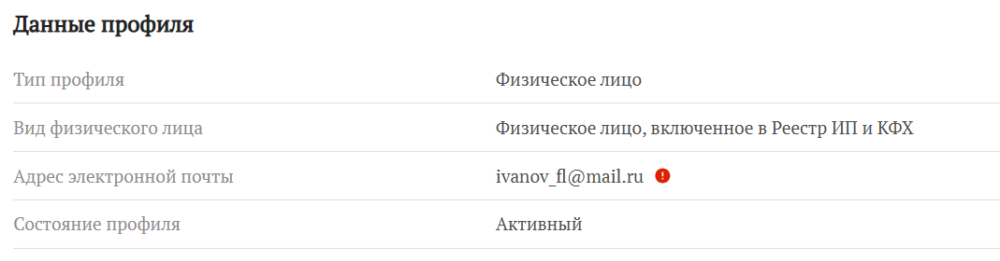 Данные профиля
Тип профиля Физическое лицо
Вид физического лица Физическое лицо, включенное в Реестр ИП и КФХ
Адрес электронной почты ivanov_fl@mail.ru
Состояние профиля Активный